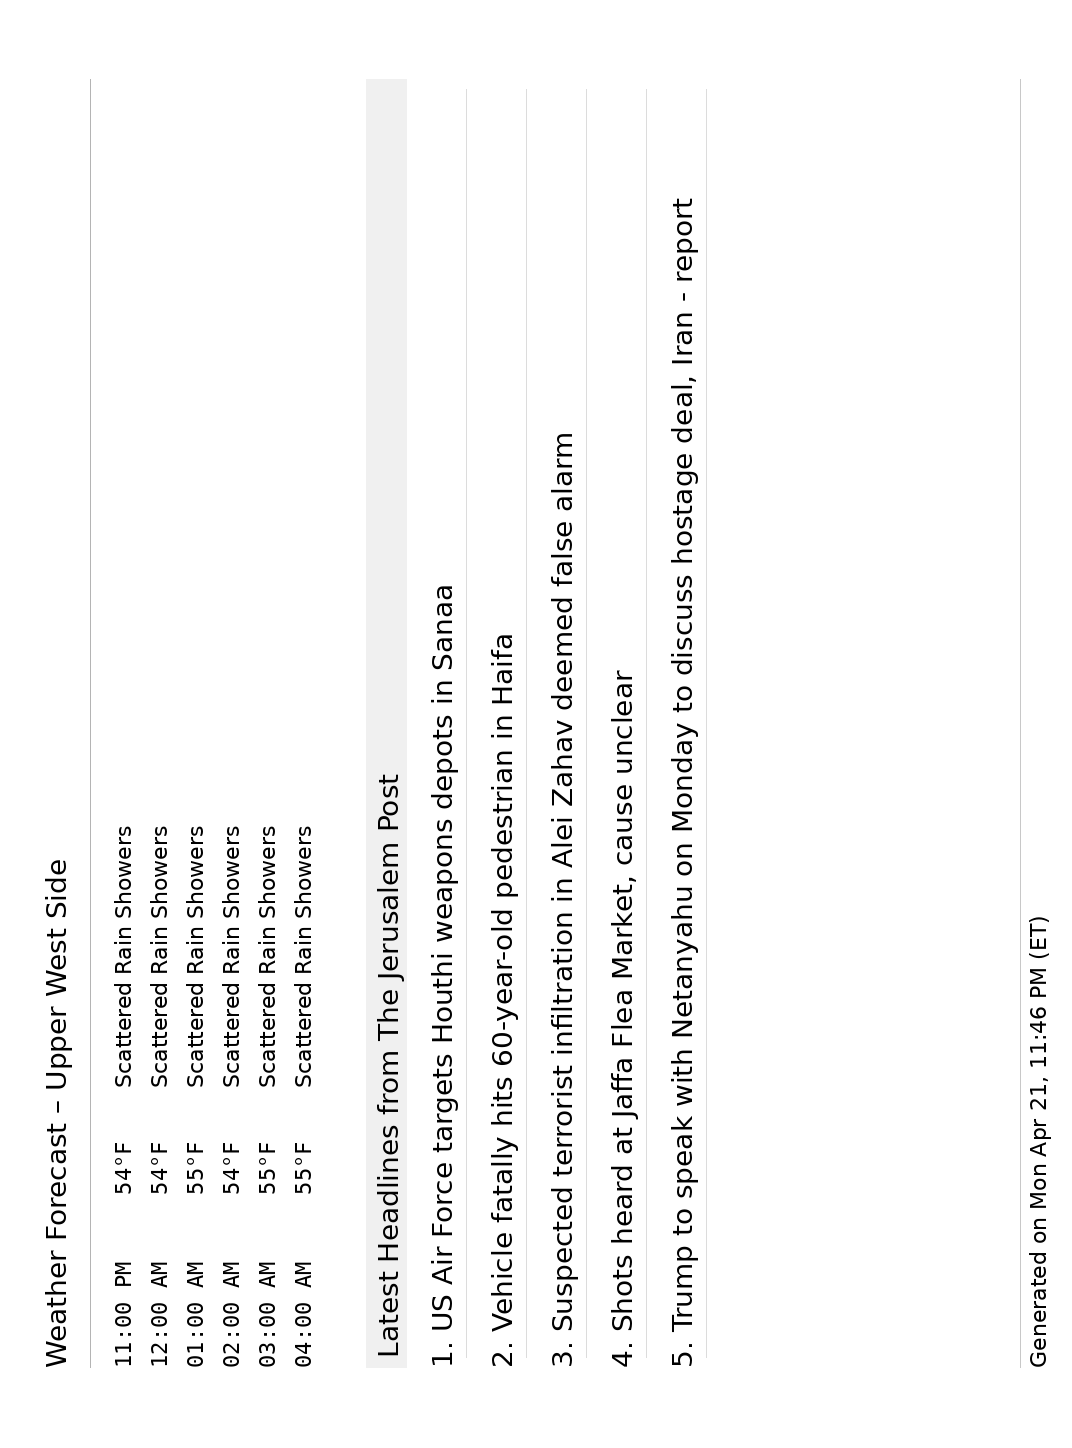 Weather Forecast – Upper West Side
11:00 PM 54°F Scattered Rain Showers
12:00 AM 54°F Scattered Rain Showers
01:00 AM 55°F Scattered Rain Showers
02:00 AM 54°F Scattered Rain Showers
03:00 AM 55°F Scattered Rain Showers
04:00 AM 55°F Scattered Rain Showers
Latest Headlines from The Jerusalem Post
1. US Air Force targets Houthi weapons depots in Sanaa
2. Vehicle fatally hits 60-year-old pedestrian in Haifa
3. Suspected terrorist infiltration in Alei Zahav deemed false alarm
4. Shots heard at Jaffa Flea Market, cause unclear
5. Trump to speak with Netanyahu on Monday to discuss hostage deal, Iran - report
Generated on Mon Apr 21, 11:46 PM (ET)